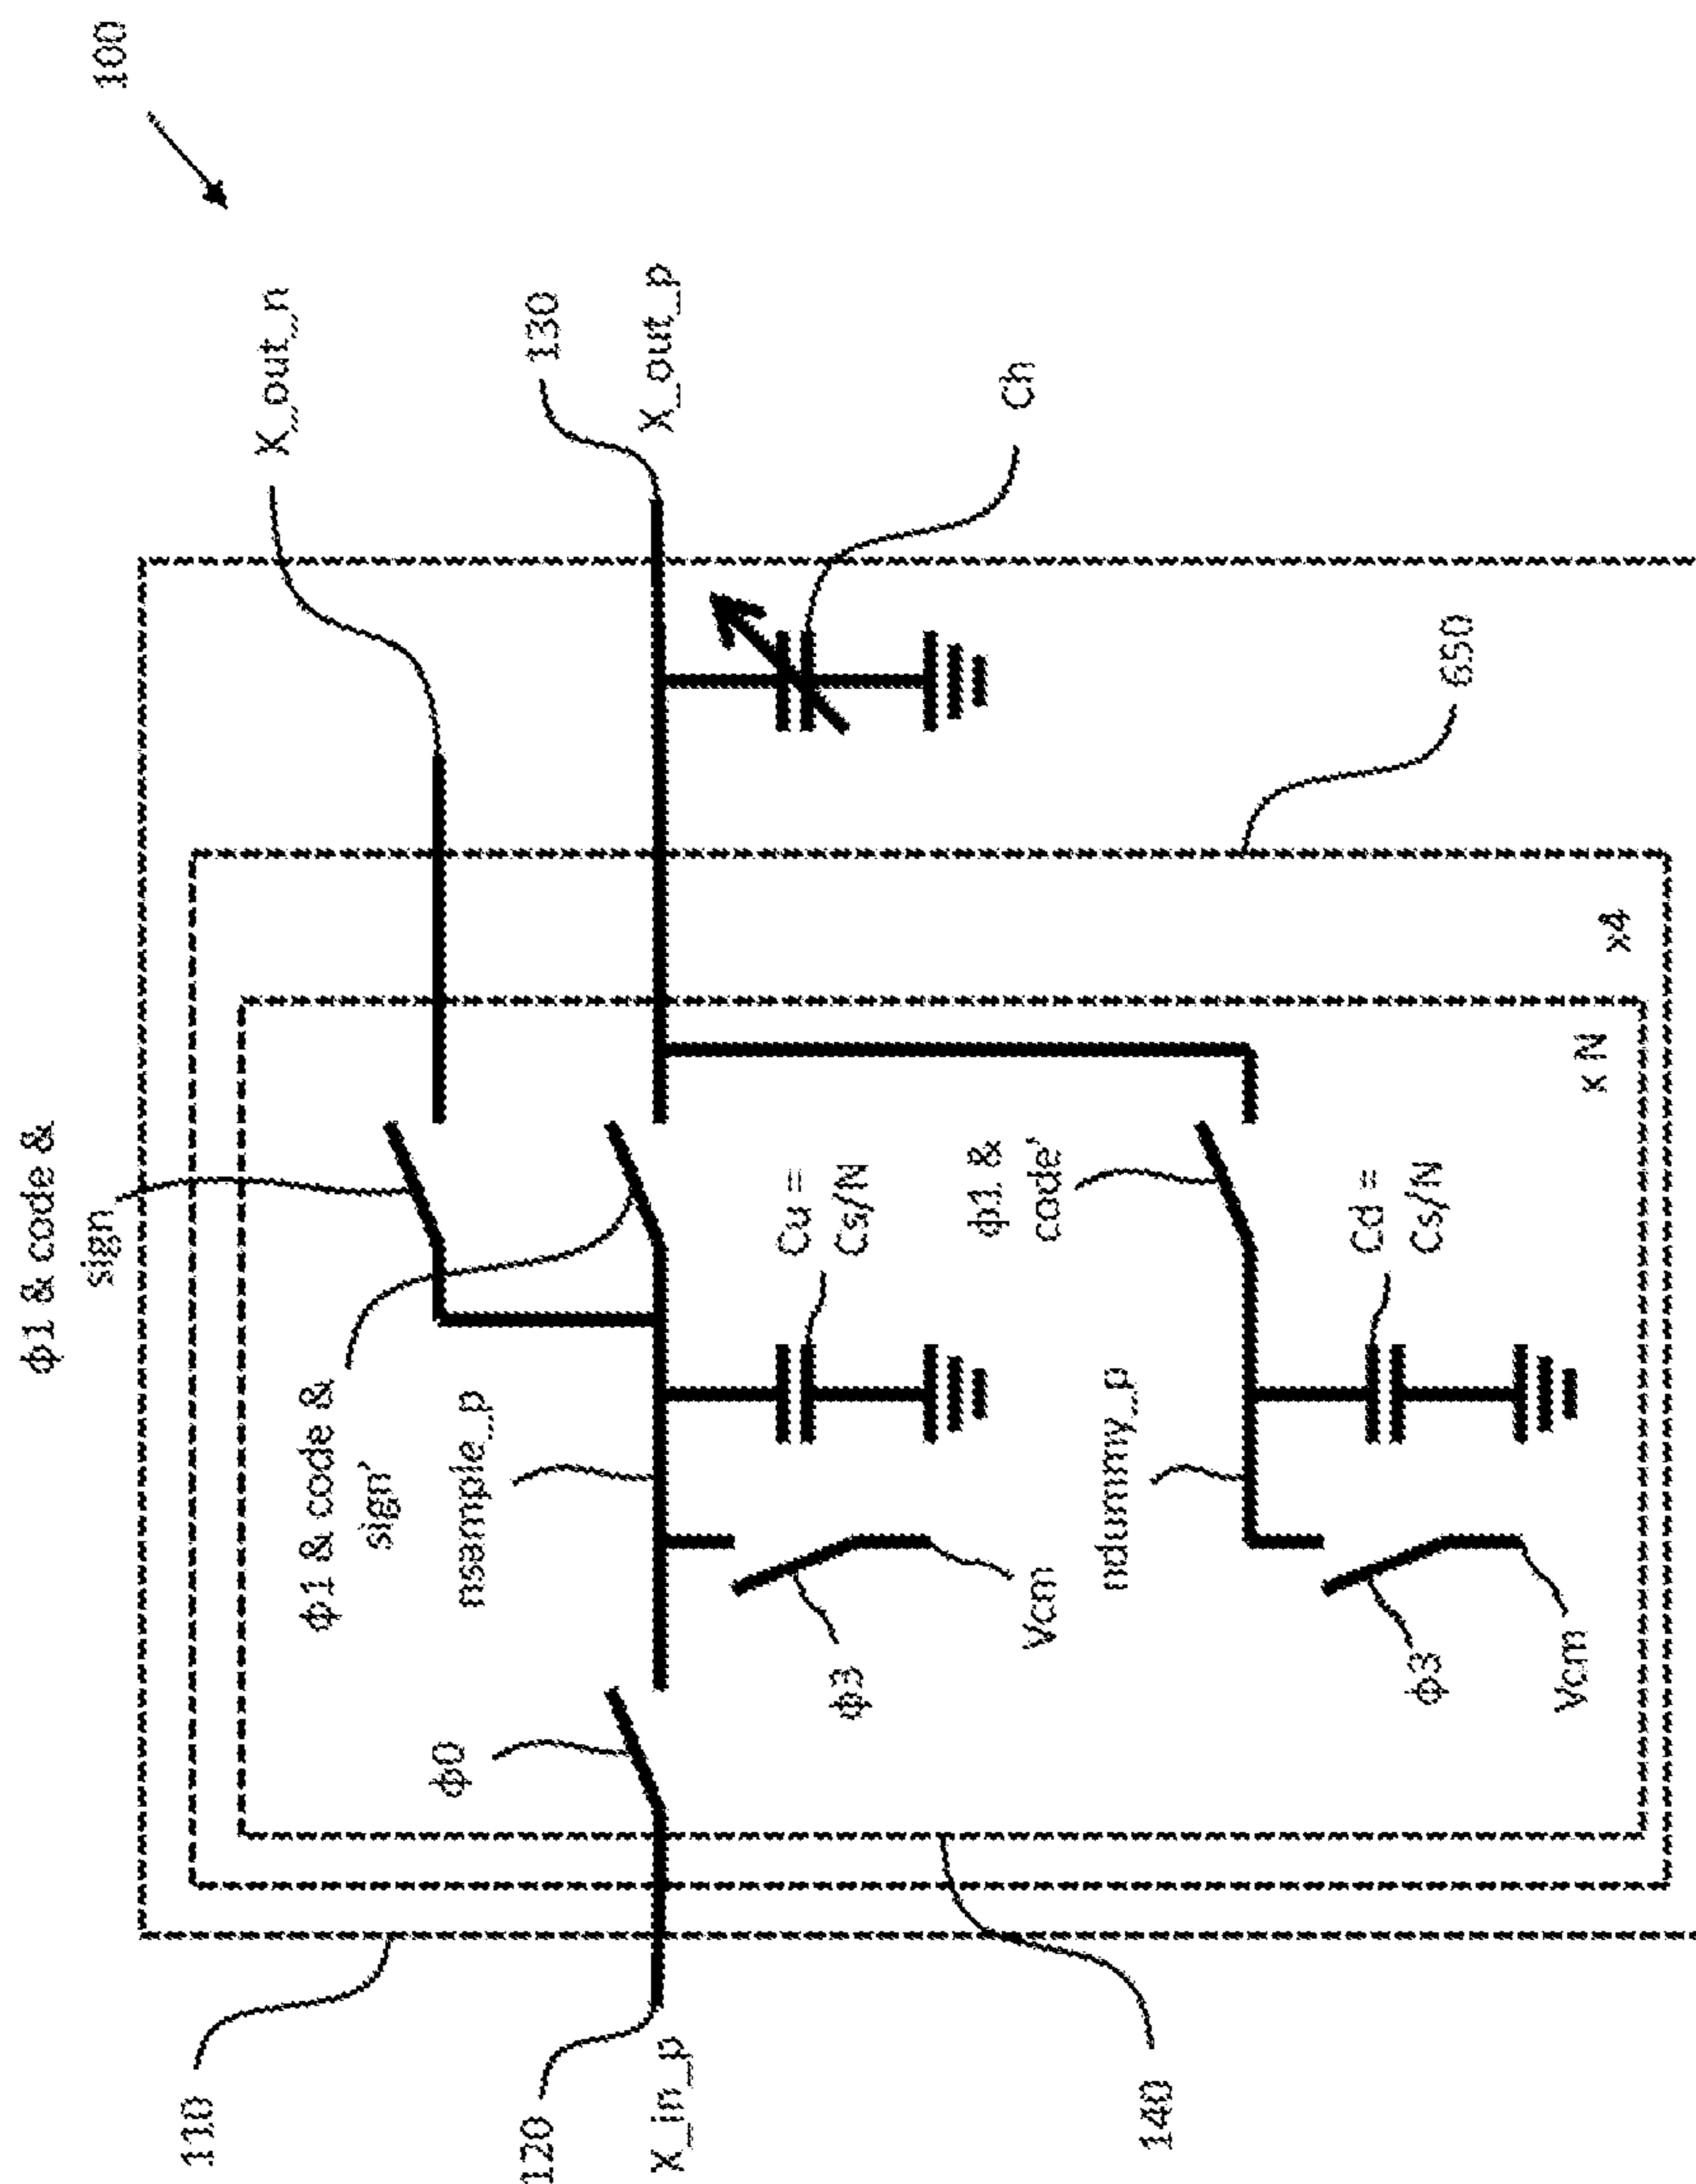 100
X_out_n
130
X_out_p
Ch
650
φ1 & code &
sign
φ1 & code &
sign'
nsample_p
φ0
φ3
Vcm
Cu =
Cs/N
φ1 &
code'
ndummy_p
Cd =
Cs/N
φ3
Vcm
x N
x4
110
120
X_in_p
140